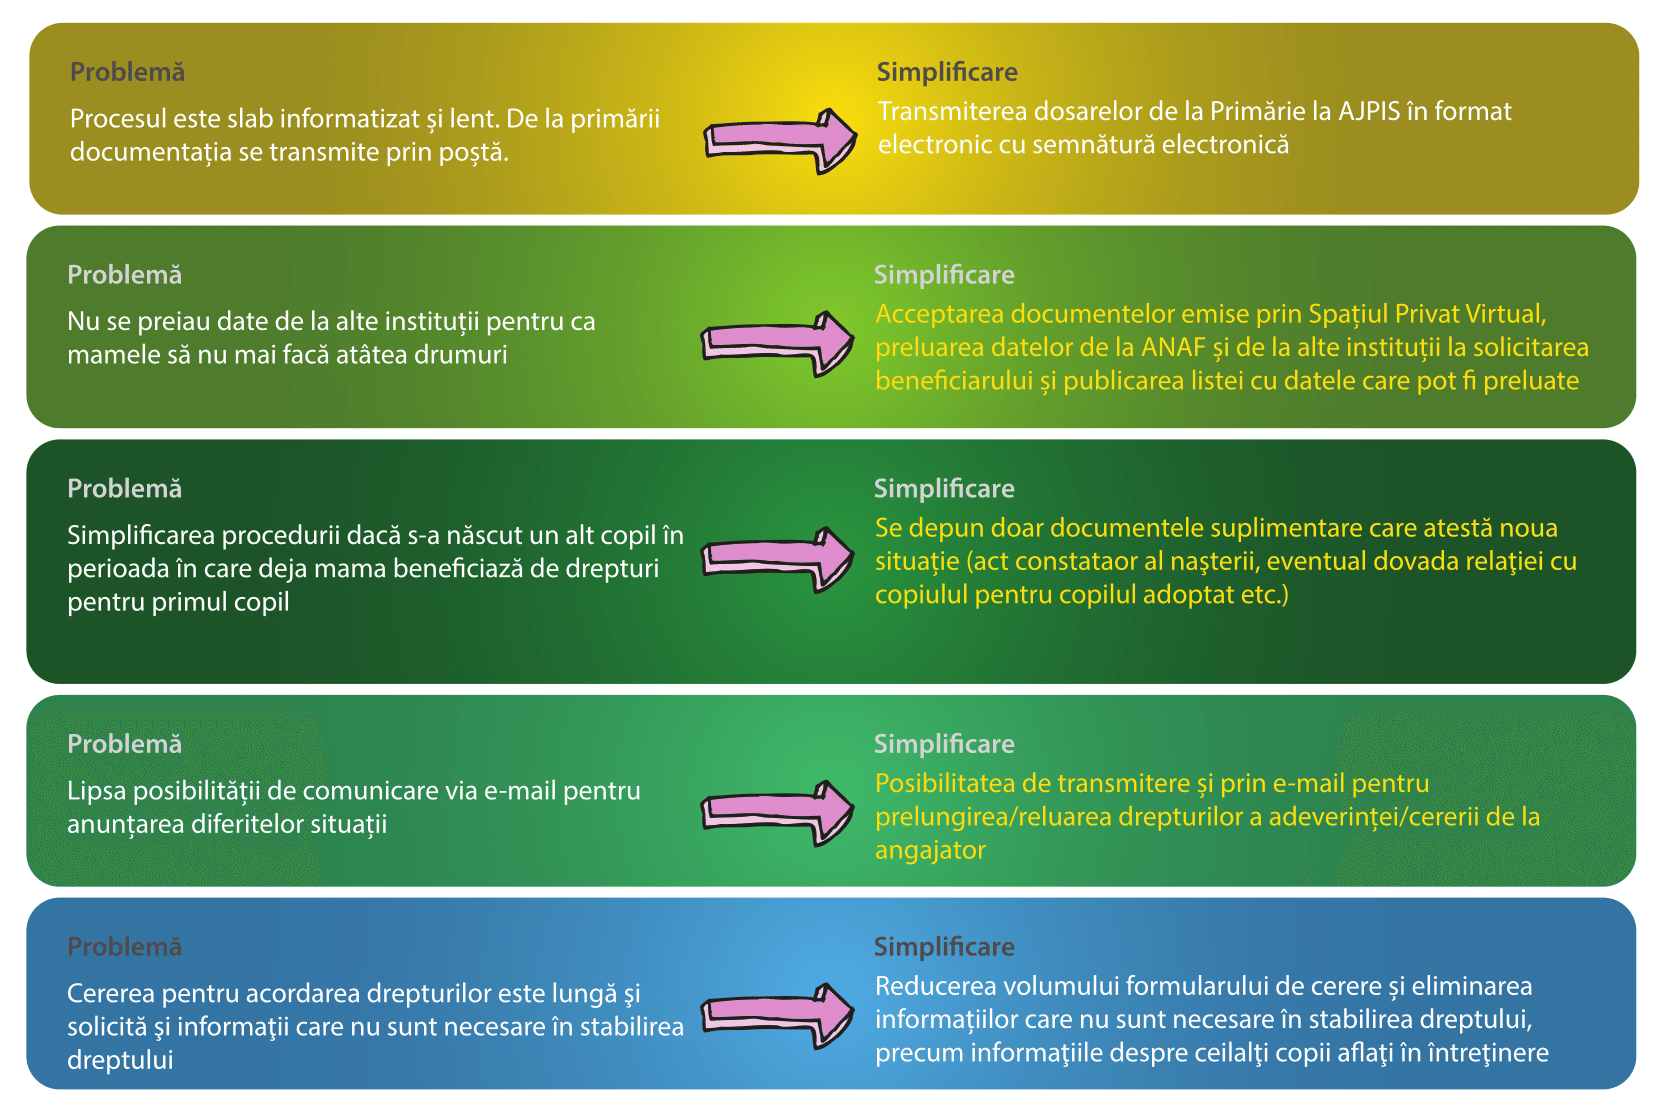 Problemă
Procesul este slab informatizat și lent. De la primării
documentația se transmite prin poștă.
Simplificare
Transmiterea dosarelor de la Primărie la AJPIS în format
electronic cu semnătură electronică
Problemă
Nu se preiau date de la alte instituții pentru ca
mamele să nu mai facă atâtea drumuri
Simplificare
Acceptarea documentelor emise prin Spațiul Privat Virtual,
preluarea datelor de la ANAF și de la alte instituții la solicitarea
beneficiarului și publicarea listei cu datele care pot fi preluate
Problemă
Simplificarea procedurii dacă s-a născut un alt copil în
perioada în care deja mama beneficiază de drepturi
pentru primul copil
Simplificare
Se depun doar documentele suplimentare care atestă noua
situație (act constataor al naşterii, eventual dovada relaţiei cu
copiulul pentru copilul adoptat etc.)
Problemă
Lipsa posibilității de comunicare via e-mail pentru
anunțarea diferitelor situații
Simplificare
Posibilitatea de transmitere și prin e-mail pentru
prelungirea/reluarea drepturilor a adeverinței/cererii de la
angajator
Problemă
Cererea pentru acordarea drepturilor este lungă şi
solicită şi informaţii care nu sunt necesare în stabilirea
dreptului
Simplificare
Reducerea volumului formularului de cerere și eliminarea
informațiilor care nu sunt necesare în stabilirea dreptului,
precum informaţiile despre ceilalţi copii aflaţi în întreţinere